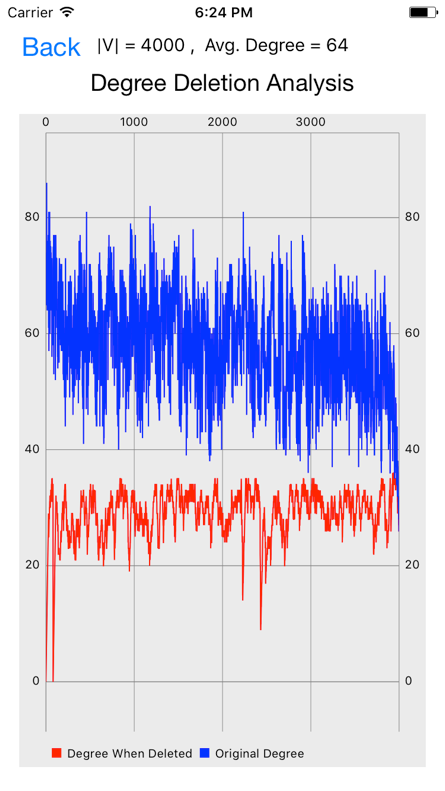 Carrier 6:24 PM
Back |V| = 4000 , Avg. Degree = 64
Degree Deletion Analysis
0 1000 2000 3000
80 80
60 60
40 40
20 20
0 0
Degree When Deleted Original Degree